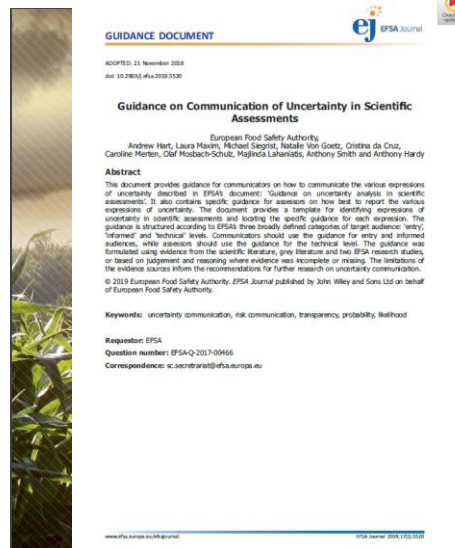 GUIDANCE DOCUMENT
ej EFSA Journal
ADOPTED: 21 November 2018
doi: 10.2903/j.efsa.2019.5520
Guidance on Communication of Uncertainty in Scientific
Assessments
European Food Safety Authority,
Andrew Hart, Laura Maxim, Michael Siegrist, Natalie Von Goetz, Cristina da Cruz,
Caroline Merten, Olaf Mosbach-Schulz, Majlinda Lahaniatis, Anthony Smith and Anthony Hardy
Abstract
This document provides guidance for communicators on how to communicate the various expressions
of uncertainty described in EFSA's document: 'Guidance on uncertainty analysis in scientific
assessments'. It also contains specific guidance for assessors on how best to report the various
expressions of uncertainty. The document provides a template for identifying expressions of
uncertainty in scientific assessments and locating the specific guidance for each expression. The
guidance is structured according to EFSA's three broadly defined categories of target audience: 'entry',
'informed' and 'technical' levels. Communicators should use the guidance for entry and informed
audiences, while assessors should use the guidance for the technical level. The guidance was
formulated using evidence from the scientific literature, grey literature and two EFSA research studies,
or based on judgement and reasoning where evidence was incomplete or missing. The limitations of
the evidence sources inform the recommendations for further research on uncertainty communication.
© 2019 European Food Safety Authority. EFSA Journal published by John Wiley and Sons Ltd on behalf
of European Food Safety Authority.
Keywords: uncertainty communication, risk communication, transparency, probability, likelihood
Requestor: EFSA
Question number: EFSA-Q-2017-00466
Correspondence: sc.secretariat@efsa.europa.eu
www.efsa.europa.eu/efsajournal
EFSA Journal 2019;17(1):5520